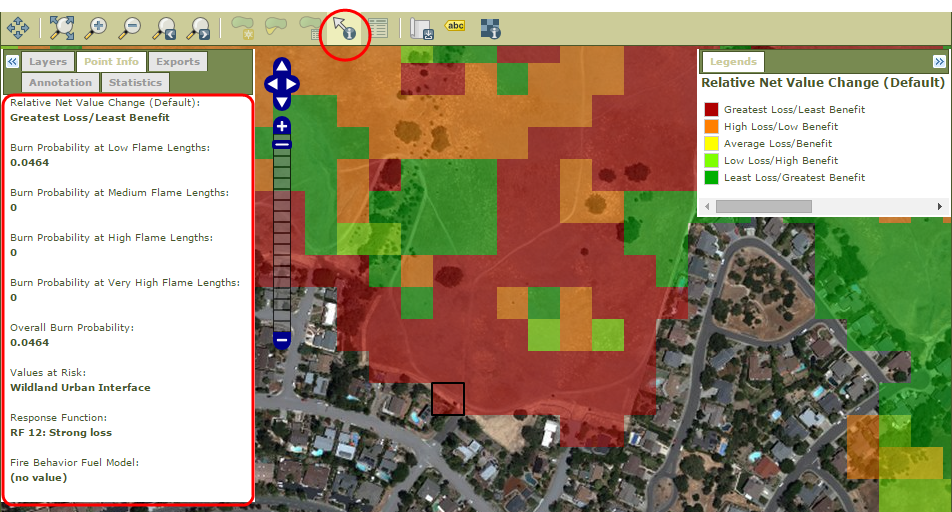 abc
Layers Point Info Exports
Annotation Statistics
Relative Net Value Change (Default):
Greatest Loss/Least Benefit
Burn Probability at Low Flame Lengths:
0.0464
Burn Probability at Medium Flame Lengths:
0
Burn Probability at High Flame Lengths:
0
Burn Probability at Very High Flame Lengths:
0
Overall Burn Probability:
0.0464
Values at Risk:
Wildland Urban Interface
Response Function:
RF 12: Strong loss
Fire Behavior Fuel Model:
(no value)
Legends
Relative Net Value Change (Default)
Greatest Loss/Least Benefit
High Loss/Low Benefit
Average Loss/Benefit
Low Loss/High Benefit
Least Loss/Greatest Benefit